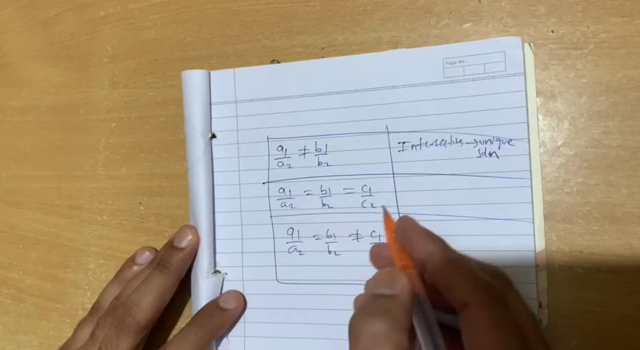 Page No.
a1/a2 ≠ b1/b2
Intersecting → unique
soln
a1/a2 = b1/b2 = c1/c2
a1/a2 = b1/b2 ≠ c1